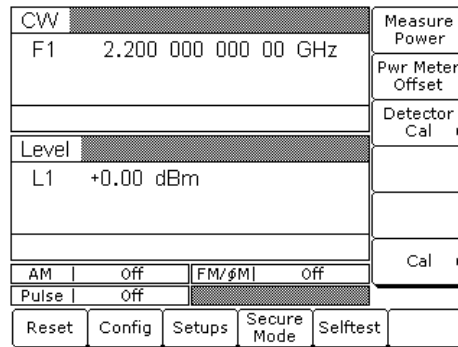 CW
F1 2.200 000 000 00 GHz
Level
L1 +0.00 dBm
AM Off FM/ϕM Off
Pulse Off
Measure
Power
Pwr Meter
Offset
Detector
Cal
Cal
Reset Config Setups Secure Mode Selftest